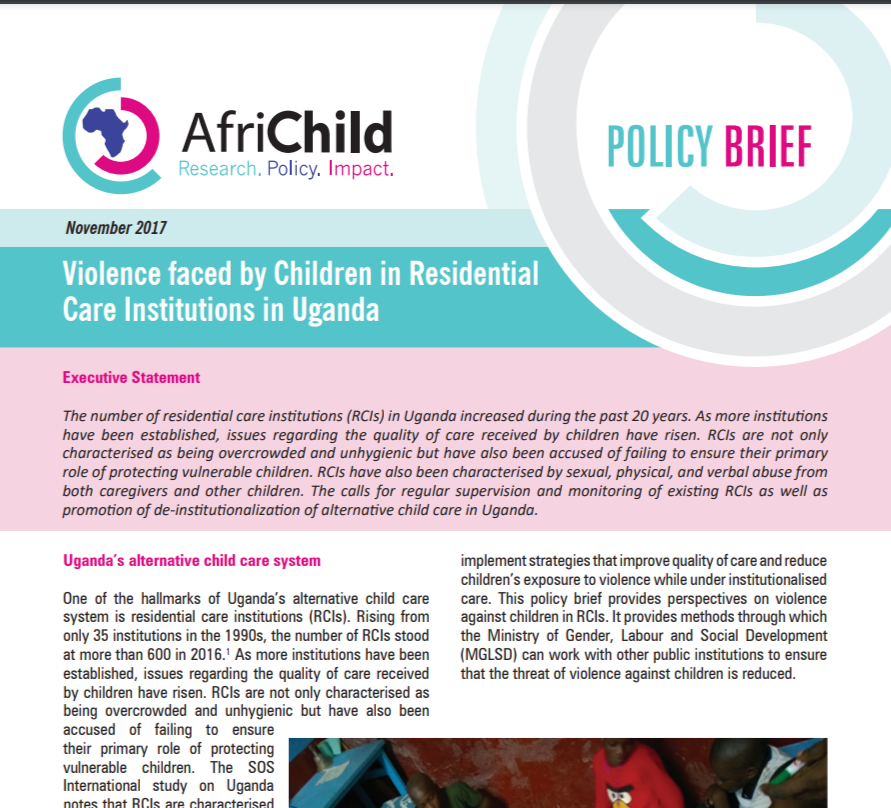 AfriChild
Research. Policy. Impact.
POLICY BRIEF
November 2017
Violence faced by Children in Residential
Care Institutions in Uganda
Executive Statement
The number of residential care institutions (RCIs) in Uganda increased during the past 20 years. As more institutions
have been established, issues regarding the quality of care received by children have risen. RCIs are not only
characterised as being overcrowded and unhygienic but have also been accused of failing to ensure their primary
role of protecting vulnerable children. RCIs have also been characterised by sexual, physical, and verbal abuse from
both caregivers and other children. The calls for regular supervision and monitoring of existing RCIs as well as
promotion of de-institutionalization of alternative child care in Uganda.
Uganda's alternative child care system
One of the hallmarks of Uganda's alternative child care
system is residential care institutions (RCIs). Rising from
only 35 institutions in the 1990s, the number of RCIs stood
at more than 600 in 2016.¹ As more institutions have been
established, issues regarding the quality of care received
by children have risen. RCIs are not only characterised as
being overcrowded and unhygienic but have also been
accused of failing to ensure
their primary role of protecting
vulnerable children. The SOS
International study on Uganda
notes that RCIs are characterised
implement strategies that improve quality of care and reduce
children's exposure to violence while under institutionalised
care. This policy brief provides perspectives on violence
against children in RCIs. It provides methods through which
the Ministry of Gender, Labour and Social Development
(MGLSD) can work with other public institutions to ensure
that the threat of violence against children is reduced.